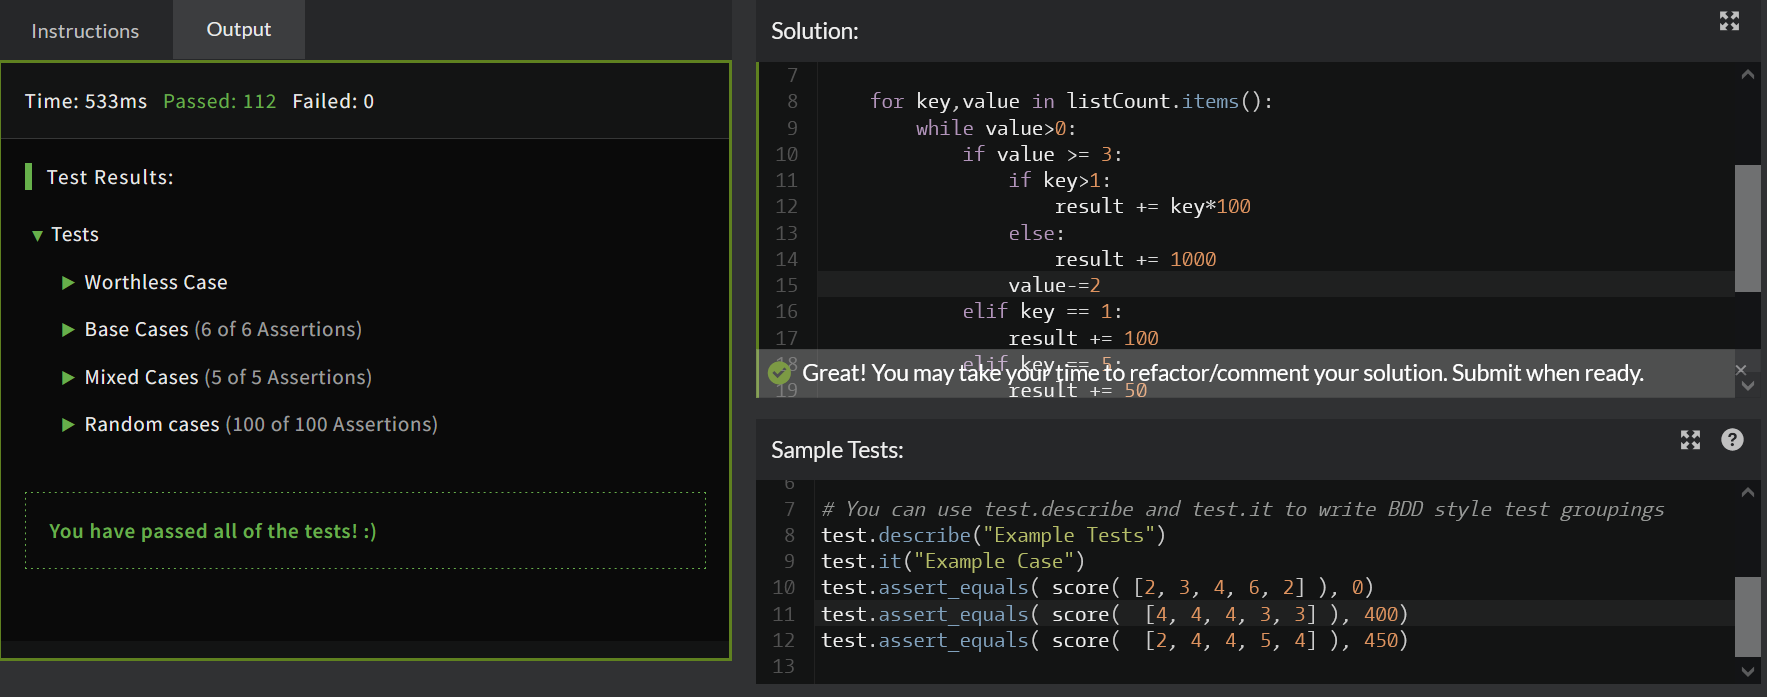 Instructions
Output
Time: 533ms Passed: 112 Failed: 0
Test Results:
Tests
Worthless Case
Base Cases (6 of 6 Assertions)
Mixed Cases (5 of 5 Assertions)
Random cases (100 of 100 Assertions)
You have passed all of the tests! :)
Solution:
7
8 for key,value in listCount.items():
9 while value>0:
10 if value >= 3:
11 if key>1:
12 result += key*100
13 else:
14 result += 1000
15 value-=2
16 elif key == 1:
17 result += 100
18 elif key == 5:
Great! You may take your time to refactor/comment your solution. Submit when ready.
19 result += 50
Sample Tests:
6
7 # You can use test.describe and test.it to write BDD style test groupings
8 test.describe("Example Tests")
9 test.it("Example Case")
10 test.assert_equals( score( [2, 3, 4, 6, 2] ), 0)
11 test.assert_equals( score(  [4, 4, 4, 3, 3] ), 400)
12 test.assert_equals( score(  [2, 4, 4, 5, 4] ), 450)
13